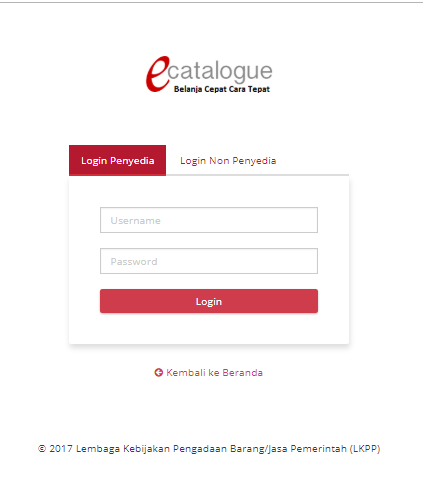 ecatalogue
Belanja Cepat Cara Tepat
Login Penyedia Login Non Penyedia
Username
Password
Login
Kembali ke Beranda
© 2017 Lembaga Kebijakan Pengadaan Barang/Jasa Pemerintah (LKPP)